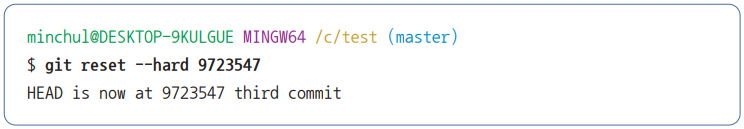 minchul@DESKTOP-9KULGUE MINGW64 /c/test (master)
$ git reset --hard 9723547
HEAD is now at 9723547 third commit